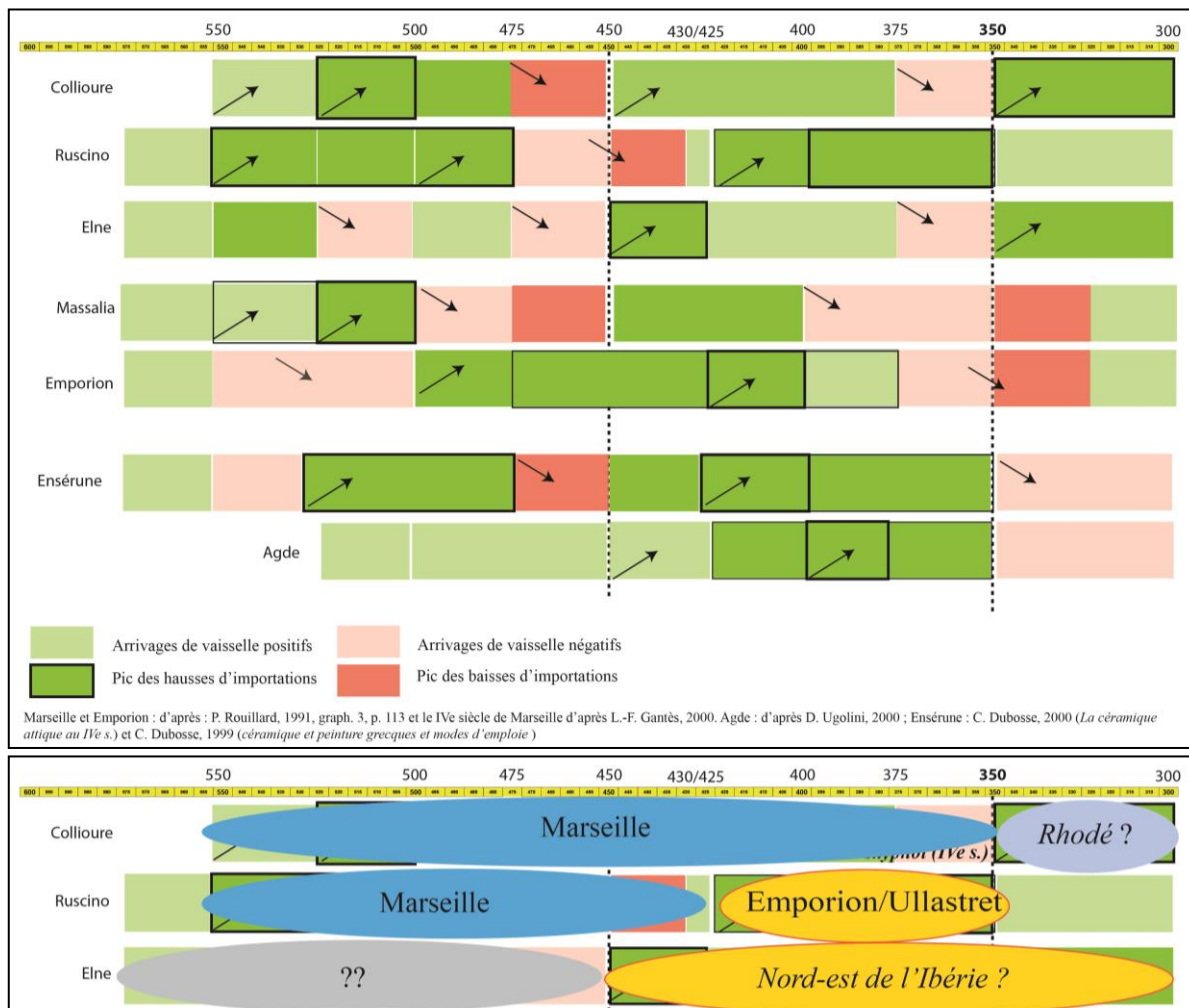 550 500 475 450 430/425 400 375 350 300
Collioure
Ruscino
Elne
Massalia
Emporion
Ensérune
Agde
Arrivages de vaisselle positifs Arrivages de vaisselle négatifs
Pic des hausses d'importations Pic des baisses d'importations
Marseille et Emporion : d'après : P. Rouillard, 1991, graph. 3, p. 113 et le IVe siècle de Marseille d'après L.-F. Gantès, 2000. Agde : d'après D. Ugolini, 2000 ; Ensérune : C. Dubosse, 2000 (La céramique
attique au IVe s.) et C. Dubosse, 1999 (céramique et peinture grecques et modes d'emploie )
550 500 475 450 430/425 400 375 350 300
Collioure Marseille Rhodé ?
(IVe s.)
Ruscino Marseille Emporion/Ullastret
Elne ?? Nord-est de l'Ibérie ?